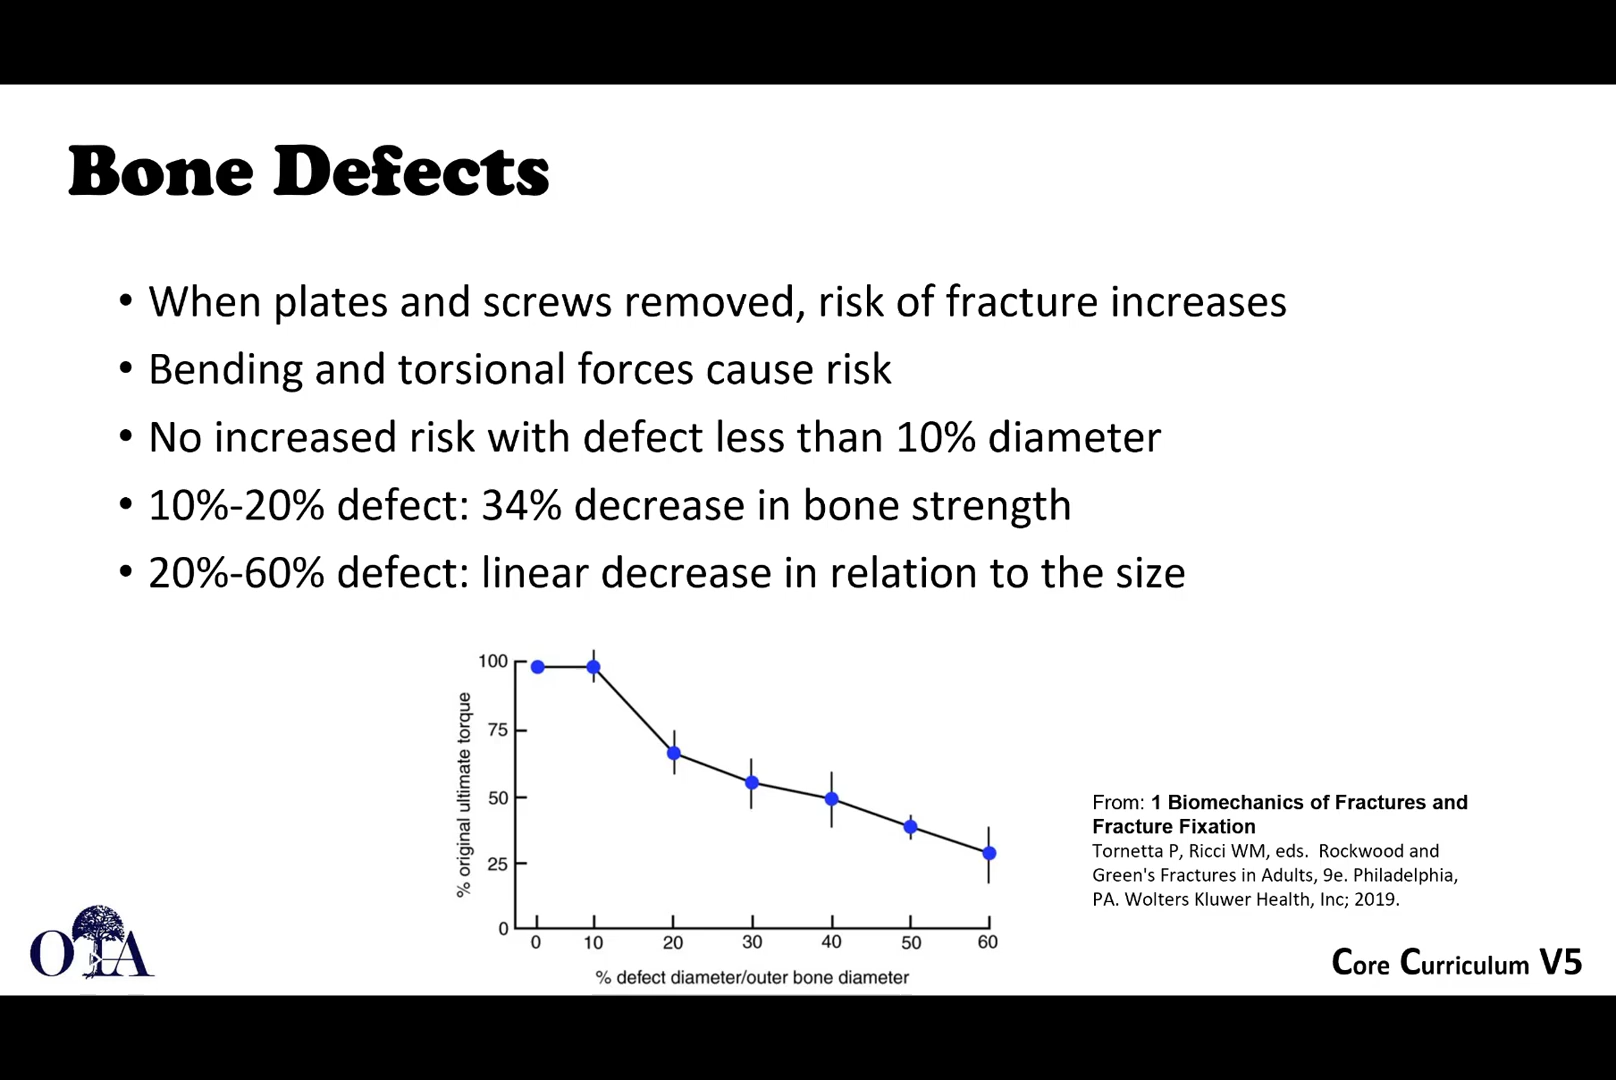 Bone Defects
• When plates and screws removed, risk of fracture increases
• Bending and torsional forces cause risk
• No increased risk with defect less than 10% diameter
• 10%-20% defect: 34% decrease in bone strength
• 20%-60% defect: linear decrease in relation to the size
% original ultimate torque
100
75
50
25
0
0 10 20 30 40 50 60
% defect diameter/outer bone diameter
From: 1 Biomechanics of Fractures and
Fracture Fixation
Tornetta P, Ricci WM, eds. Rockwood and
Green's Fractures in Adults, 9e. Philadelphia,
PA. Wolters Kluwer Health, Inc; 2019.
OTA
Core Curriculum V5